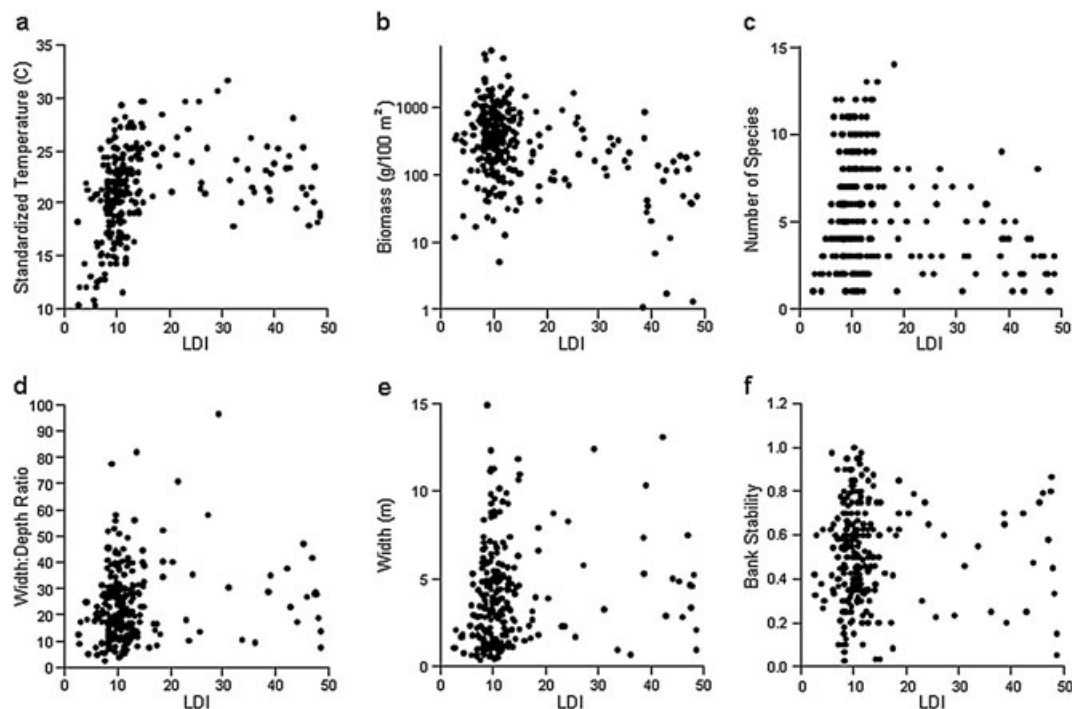 a
Standardized Temperature (C)
35
30
25
20
15
10
0 10 20 30 40 50
LDI
b
Biomass (g/100 m²)
1000
100
10
1
0 10 20 30 40 50
LDI
c
Number of Species
15
10
5
0
0 10 20 30 40 50
LDI
d
Width:Depth Ratio
100
90
80
70
60
50
40
30
20
10
0
0 10 20 30 40 50
LDI
e
Width (m)
15
10
5
0
0 10 20 30 40 50
LDI
f
Bank Stability
1.2
1.0
0.8
0.6
0.4
0.2
0.0
0 10 20 30 40 50
LDI